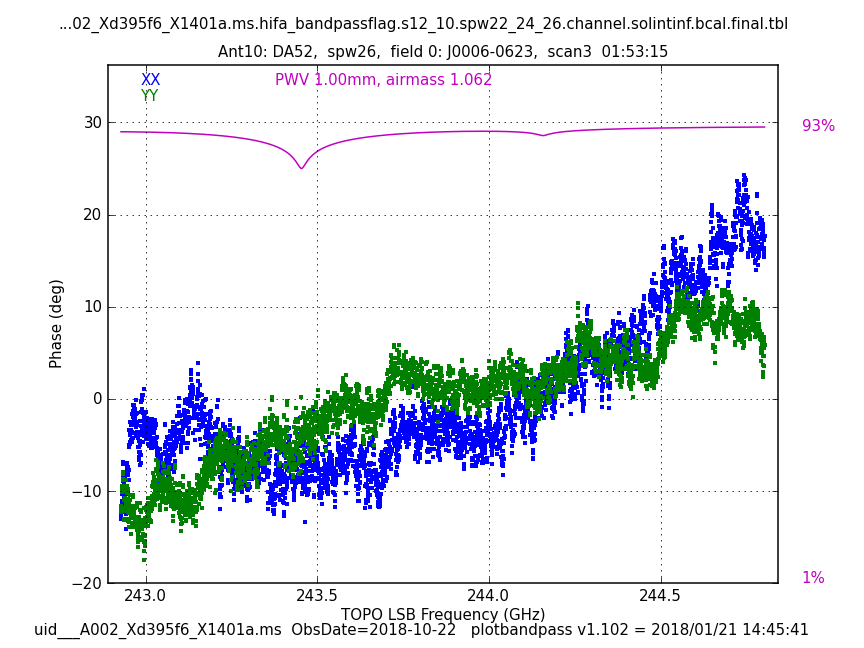 ...02_Xd395f6_X1401a.ms.hifa_bandpassflag.s12_10.spw22_24_26.channel.solintinf.bcal.final.tbl
Ant10: DA52, spw26, field 0: J0006-0623, scan3 01:53:15
XX
PWV 1.00mm, airmass 1.062
YY
30
93%
20
10
0
−10
−20
1%
Phase (deg)
243.0 243.5 244.0 244.5
TOPO LSB Frequency (GHz)
uid___A002_Xd395f6_X1401a.ms ObsDate=2018-10-22 plotbandpass v1.102 = 2018/01/21 14:45:41